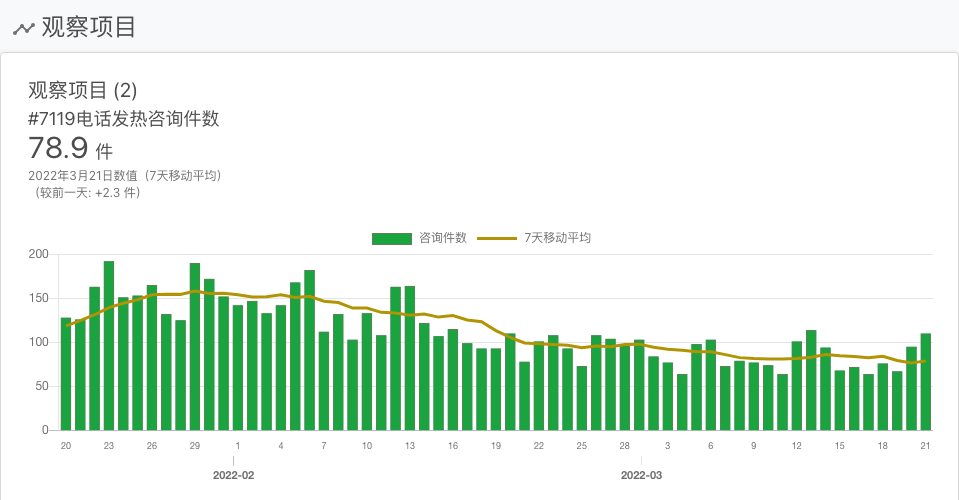 观察项目
观察项目 (2)
#7119电话发热咨询件数
78.9 件
2022年3月21日数值（7天移动平均）
（较前一天: +2.3 件）
咨询件数 7天移动平均
200
150
100
50
0
20 23 26 29 1 4 7 10 13 16 19 22 25 28 3 6 9 12 15 18 21
2022-02 2022-03